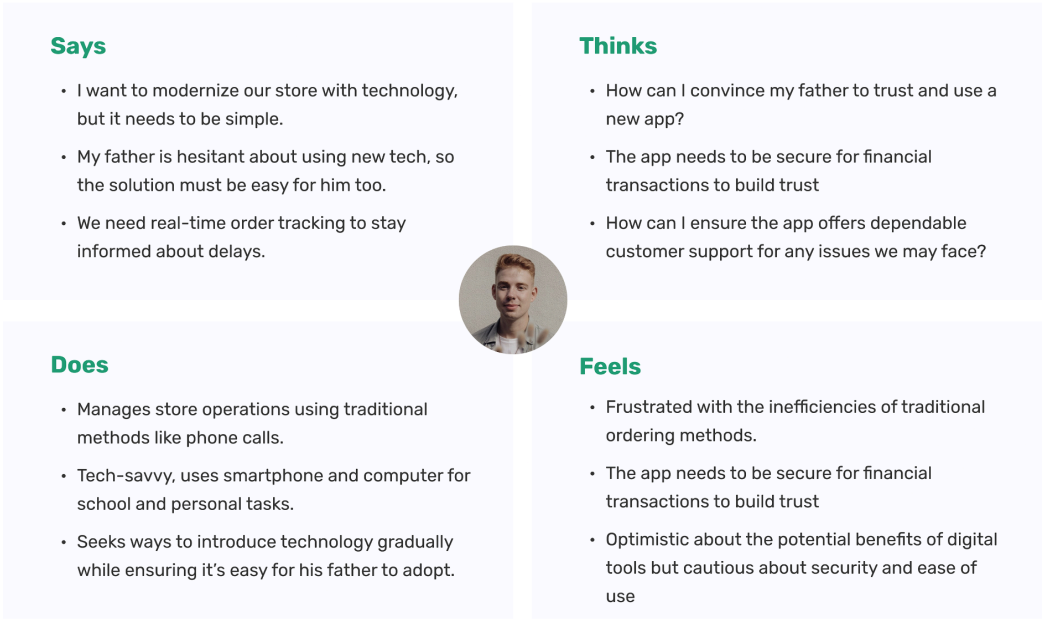 Says
• I want to modernize our store with technology,
but it needs to be simple.
• My father is hesitant about using new tech, so
the solution must be easy for him too.
• We need real-time order tracking to stay
informed about delays.
Thinks
• How can I convince my father to trust and use a
new app?
• The app needs to be secure for financial
transactions to build trust
• How can I ensure the app offers dependable
customer support for any issues we may face?
Does
• Manages store operations using traditional
methods like phone calls.
• Tech-savvy, uses smartphone and computer for
school and personal tasks.
• Seeks ways to introduce technology gradually
while ensuring it’s easy for his father to adopt.
Feels
• Frustrated with the inefficiencies of traditional
ordering methods.
• The app needs to be secure for financial
transactions to build trust
• Optimistic about the potential benefits of digital
tools but cautious about security and ease of
use